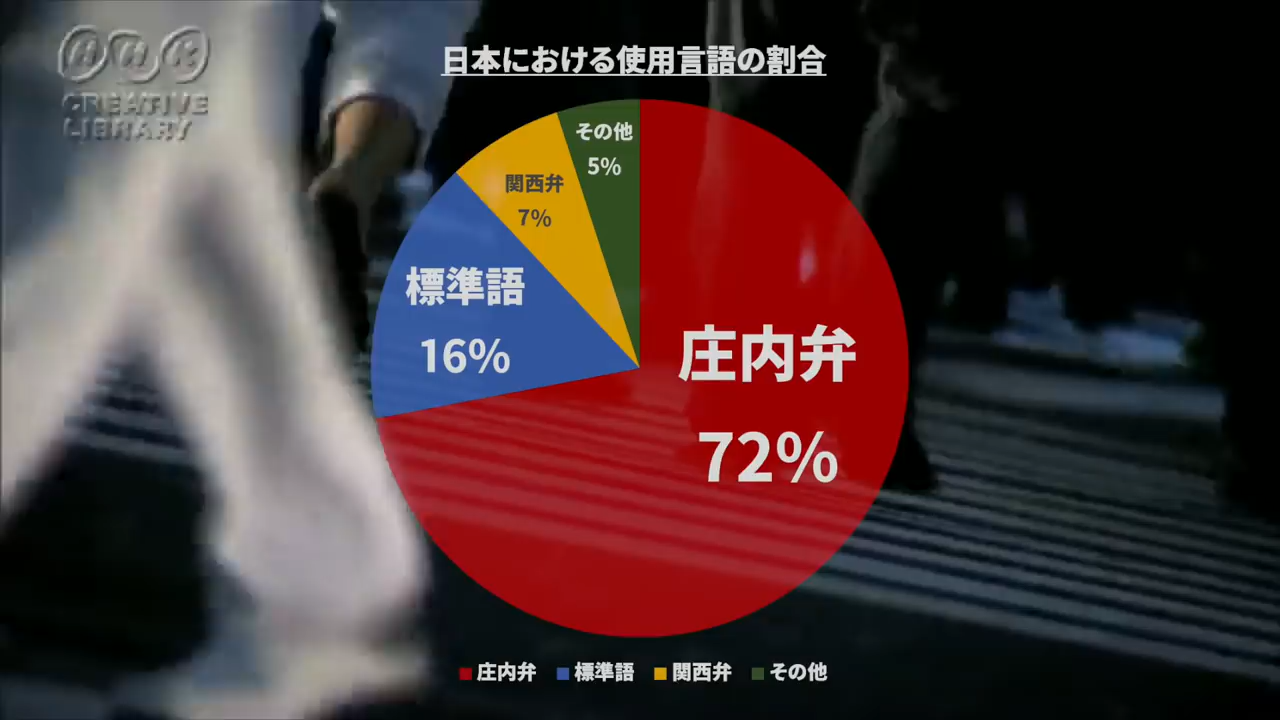 NHK
CREATIVE
LIBRARY
日本における使用言語の割合
その他
5%
関西弁
7%
標準語
16%
庄内弁
72%
庄内弁 標準語 関西弁 その他